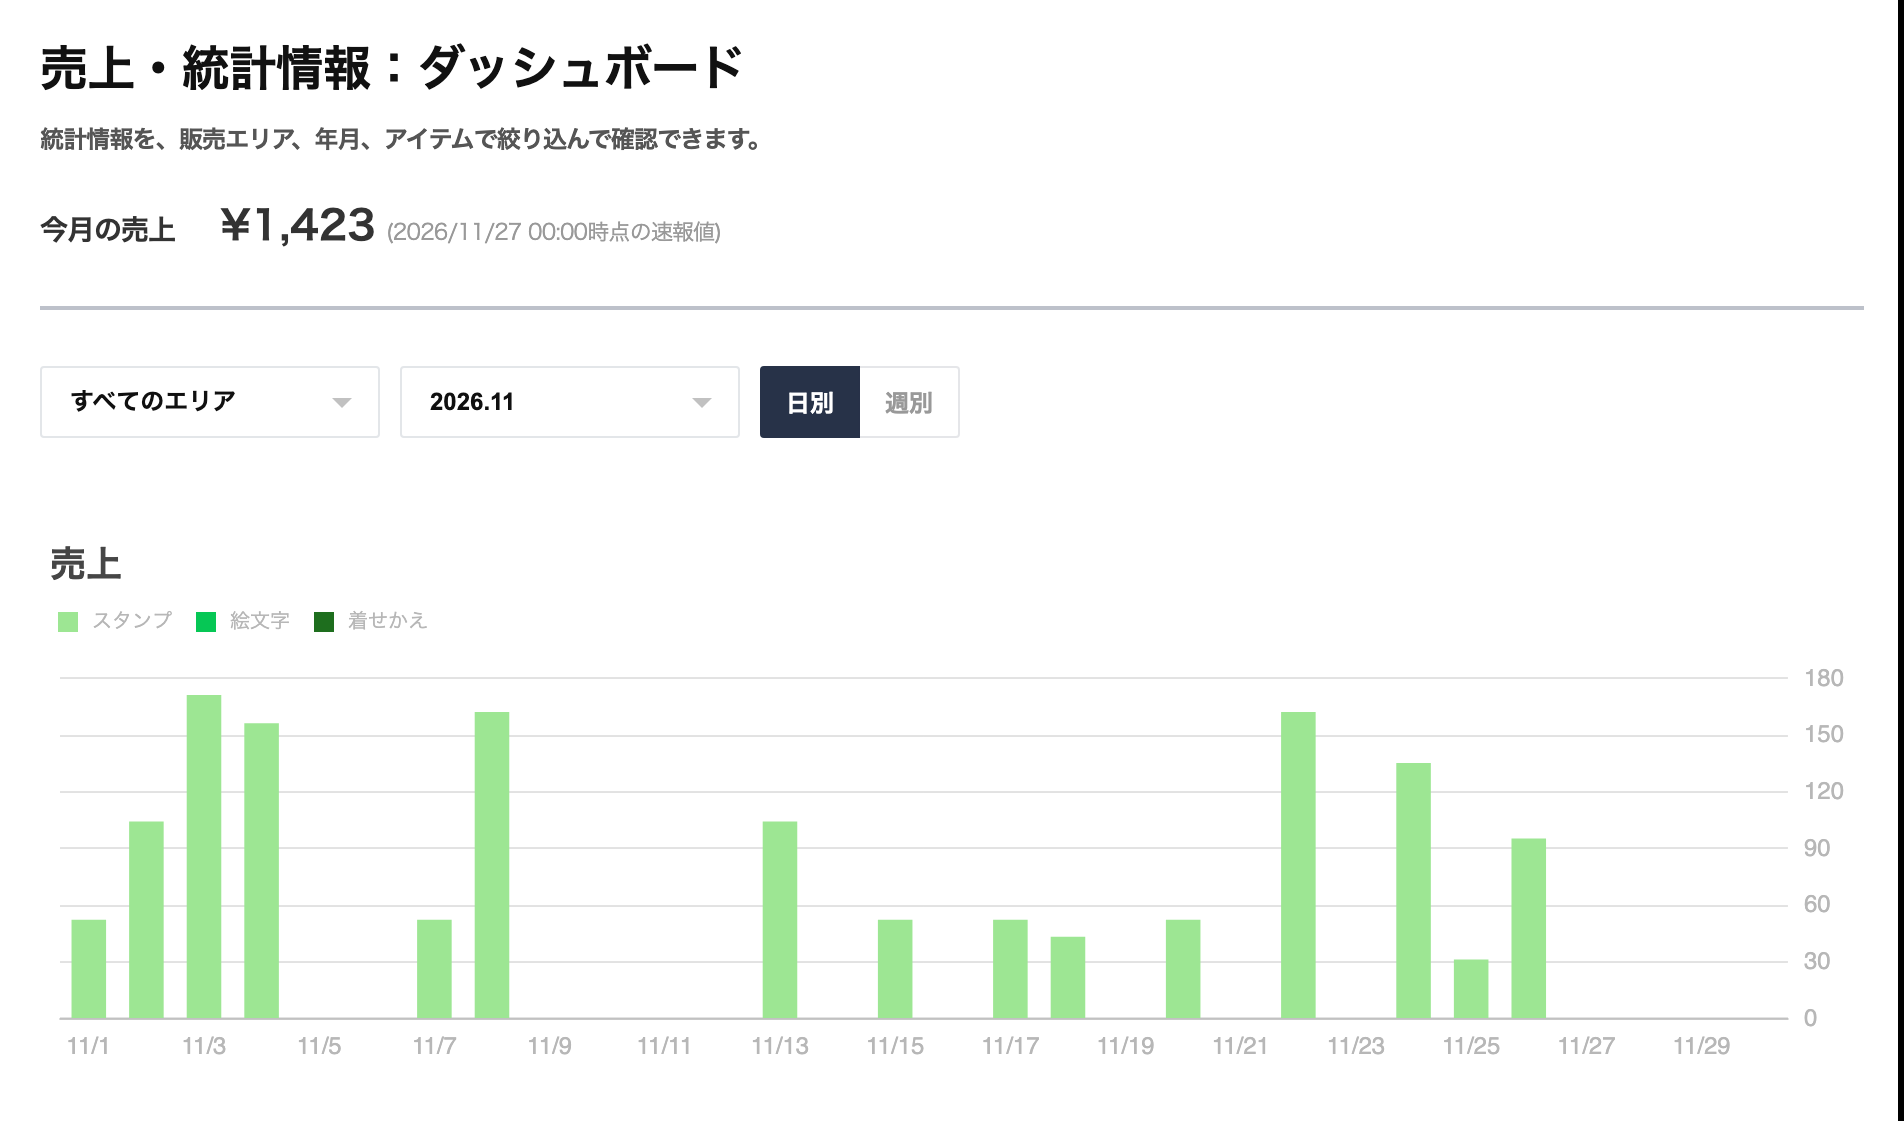 売上・統計情報：ダッシュボード
統計情報を、販売エリア、年月、アイテムで絞り込んで確認できます。
今月の売上 ¥1,423 (2026/11/27 00:00時点の速報値)
すべてのエリア 2026.11 日別 週別
売上
スタンプ 絵文字 着せかえ
180
150
120
90
60
30
0
11/1 11/3 11/5 11/7 11/9 11/11 11/13 11/15 11/17 11/19 11/21 11/23 11/25 11/27 11/29